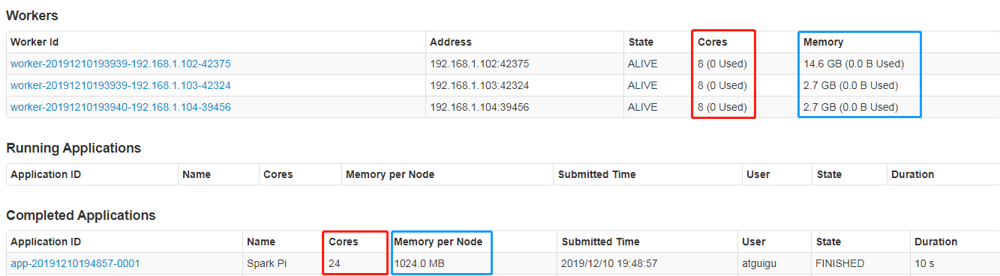 Workers
Worker Id Address State Cores Memory
worker-20191210193939-192.168.1.102-42375 192.168.1.102:42375 ALIVE 8 (0 Used) 14.6 GB (0.0 B Used)
worker-20191210193939-192.168.1.103-42324 192.168.1.103:42324 ALIVE 8 (0 Used) 2.7 GB (0.0 B Used)
worker-20191210193940-192.168.1.104-39456 192.168.1.104:39456 ALIVE 8 (0 Used) 2.7 GB (0.0 B Used)
Running Applications
Application ID Name Cores Memory per Node Submitted Time User State Duration
Completed Applications
Application ID Name Cores Memory per Node Submitted Time User State Duration
app-20191210194857-0001 Spark Pi 24 1024.0 MB 2019/12/10 19:48:57 atguigu FINISHED 10 s